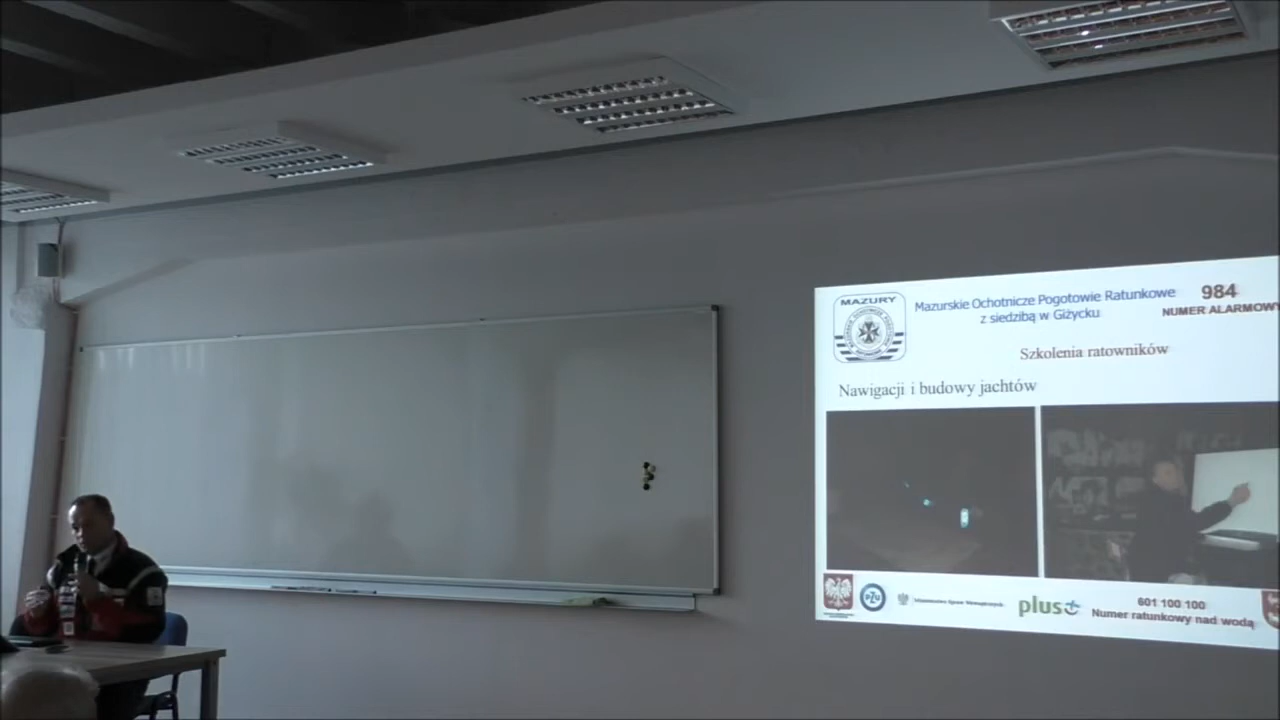 MAZURY
Mazurskie Ochotnicze Pogotowie Ratunkowe
z siedzibą w Giżycku
984
NUMER ALARMOWY
Szkolenia ratowników
Nawigacji i budowy jachtów
PZU
plus
601 100 100
Numer ratunkowy nad wodą